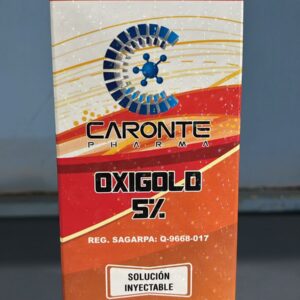 CARONTE
PHARMA
OXIGOLD
5%
REG. SAGARPA: Q-9668-017
SOLUCIÓN
INYECTABLE